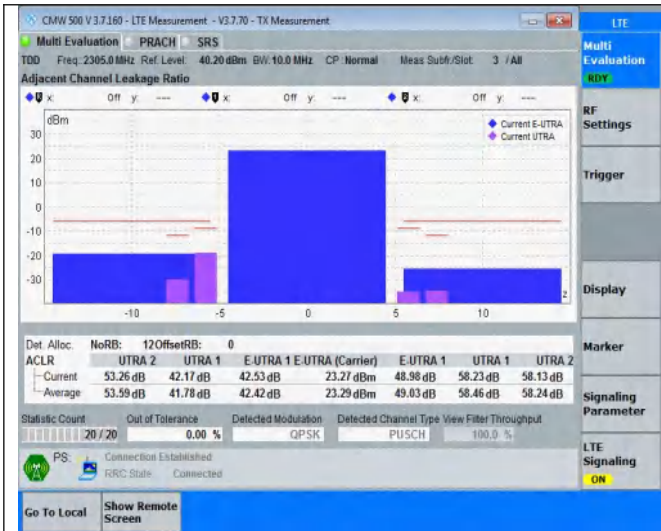 CMW 500 V 3.7.160 - LTE Measurement - V3.7.70 - TX Measurement
LTE
Multi Evaluation PRACH SRS
Multi
Evaluation
RDY
TDD Freq.:2305.0 MHz Ref. Level: 40.20 dBm BW:10.0 MHz CP :Normal Meas Subfr./Slot: 3 /All
Adjacent Channel Leakage Ratio
x: Off y: --- x: Off y: --- x: Off y: ---
dBm
Current E-UTRA
Current UTRA
RF
Settings
30
20
10
0
-10
-20
-30
Trigger
-10 -5 0 5 10
Display
Det. Alloc. NoRB: 12OffsetRB: 0
ACLR UTRA 2 UTRA 1 E-UTRA 1 E-UTRA (Carrier) E-UTRA 1 UTRA 1 UTRA 2
Current 53.26 dB 42.17 dB 42.53 dB 23.27 dBm 48.98 dB 58.23 dB 58.13 dB
Average 53.59 dB 41.78 dB 42.42 dB 23.29 dBm 49.03 dB 58.46 dB 58.24 dB
Marker
Statistic Count Out of Tolerance Detected Modulation Detected Channel Type View Filter Throughput
20 / 20 0.00 % QPSK PUSCH 100.0 %
Signaling
Parameter
PS: Connection Established
RRC State Connected
LTE
Signaling
ON
Go To Local
Show Remote
Screen